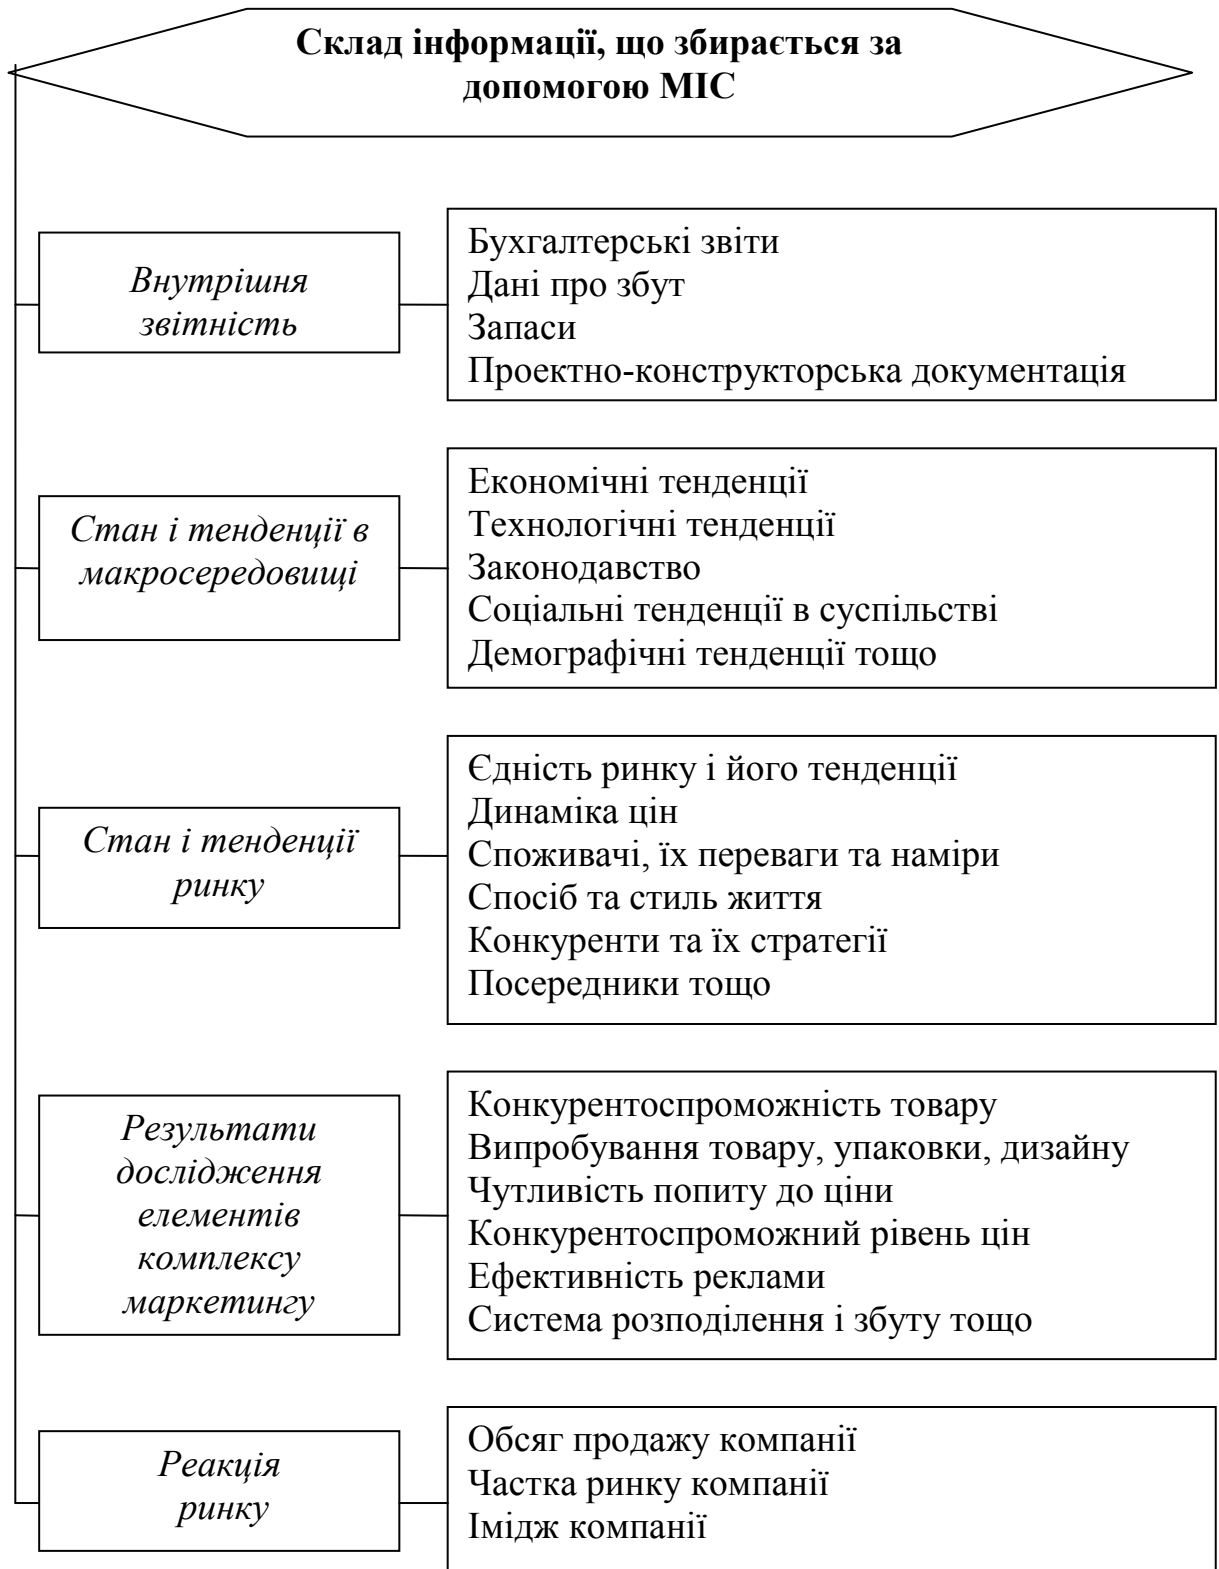 Склад інформації, що збирається за
допомогою МІС
Внутрішня
звітність
Бухгалтерські звіти
Дані про збут
Запаси
Проектно-конструкторська документація
Стан і тенденції в
макросередовищі
Економічні тенденції
Технологічні тенденції
Законодавство
Соціальні тенденції в суспільстві
Демографічні тенденції тощо
Стан і тенденції
ринку
Єдність ринку і його тенденції
Динаміка цін
Споживачі, їх переваги та наміри
Спосіб та стиль життя
Конкуренти та їх стратегії
Посередники тощо
Результати
дослідження
елементів
комплексу
маркетингу
Конкурентоспроможність товару
Випробування товару, упаковки, дизайну
Чутливість попиту до ціни
Конкурентоспроможний рівень цін
Ефективність реклами
Система розподілення і збуту тощо
Реакція
ринку
Обсяг продажу компанії
Частка ринку компанії
Імідж компанії